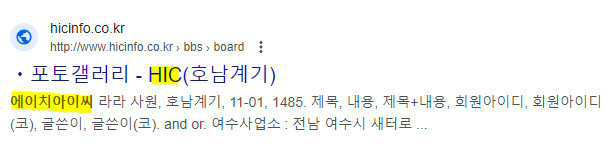 hicinfo.co.kr
http://www.hicinfo.co.kr › bbs › board
• 포토갤러리 - HIC(호남계기)
에이치아이씨 라라 사원, 호남계기, 11-01, 1485. 제목, 내용, 제목+내용, 회원아이디, 회원아이디
(코), 글쓴이, 글쓴이(코). and or. 여수사업소 : 전남 여수시 새터로 ...